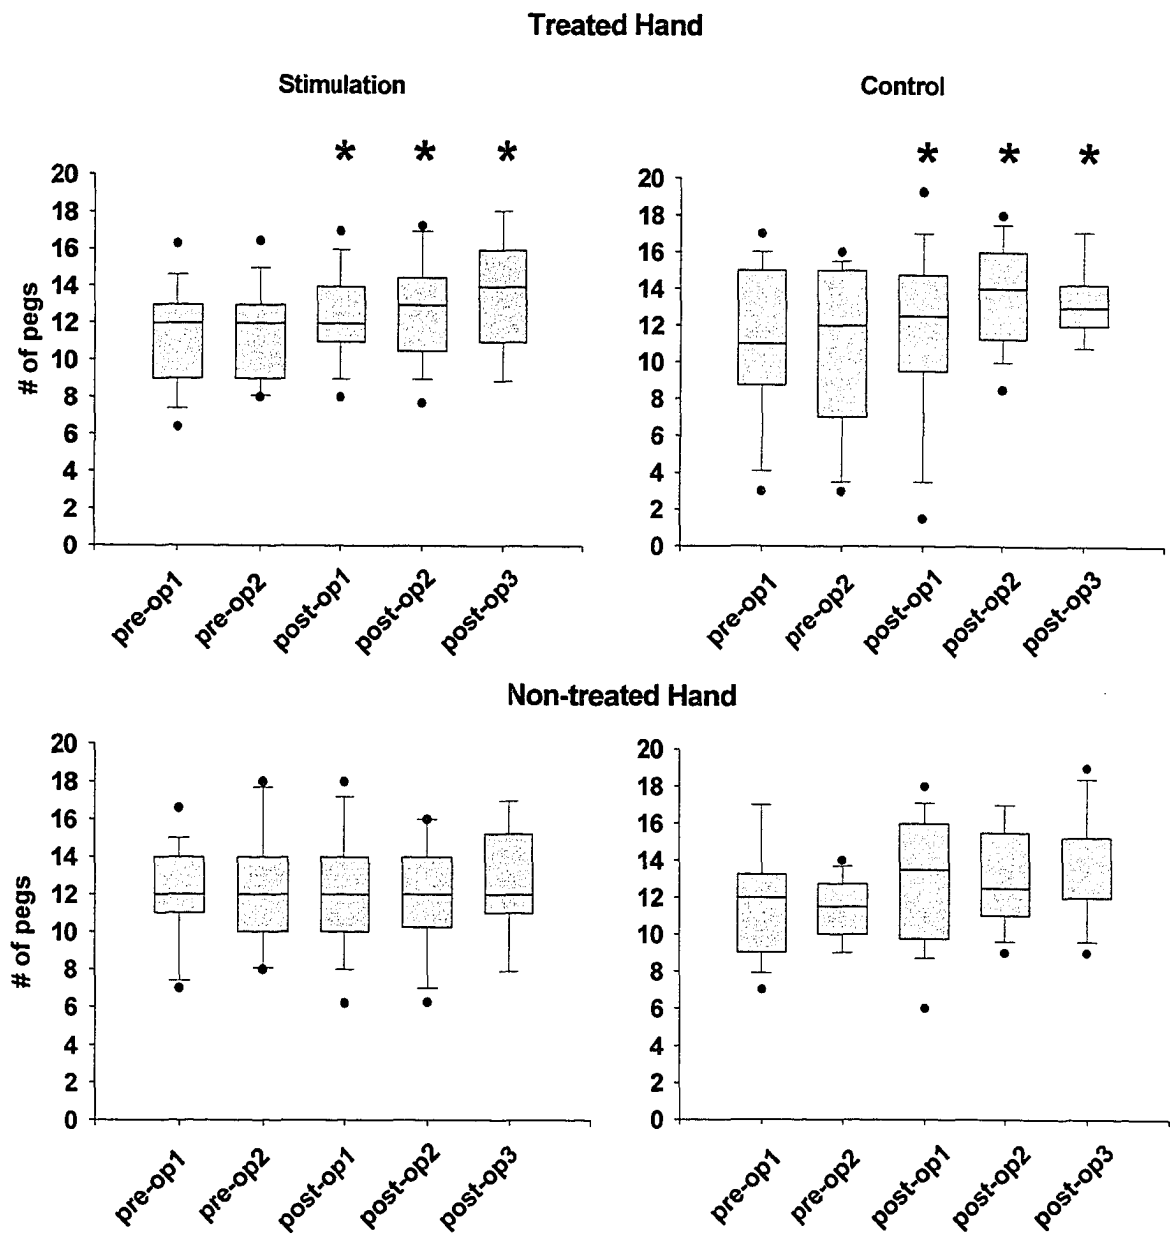 Treated Hand
Stimulation
Control
* * *
* * *
# of pegs
20
18
16
14
12
10
8
6
4
2
0
pre-op1
pre-op2
post-op1
post-op2
post-op3
20
18
16
14
12
10
8
6
4
2
0
pre-op1
pre-op2
post-op1
post-op2
post-op3
Non-treated Hand
# of pegs
20
18
16
14
12
10
8
6
4
2
0
pre-op1
pre-op2
post-op1
post-op2
post-op3
20
18
16
14
12
10
8
6
4
2
0
pre-op1
pre-op2
post-op1
post-op2
post-op3